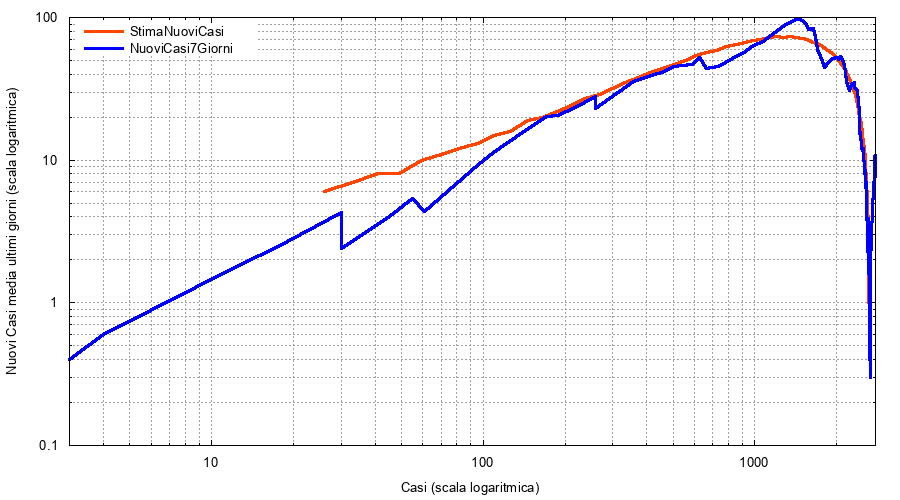 StimaNuoviCasi
NuoviCasi7Giorni
Nuovi Casi media ultimi giorni (scala logaritmica)
100
10
1
0.1
10
100
1000
Casi (scala logaritmica)